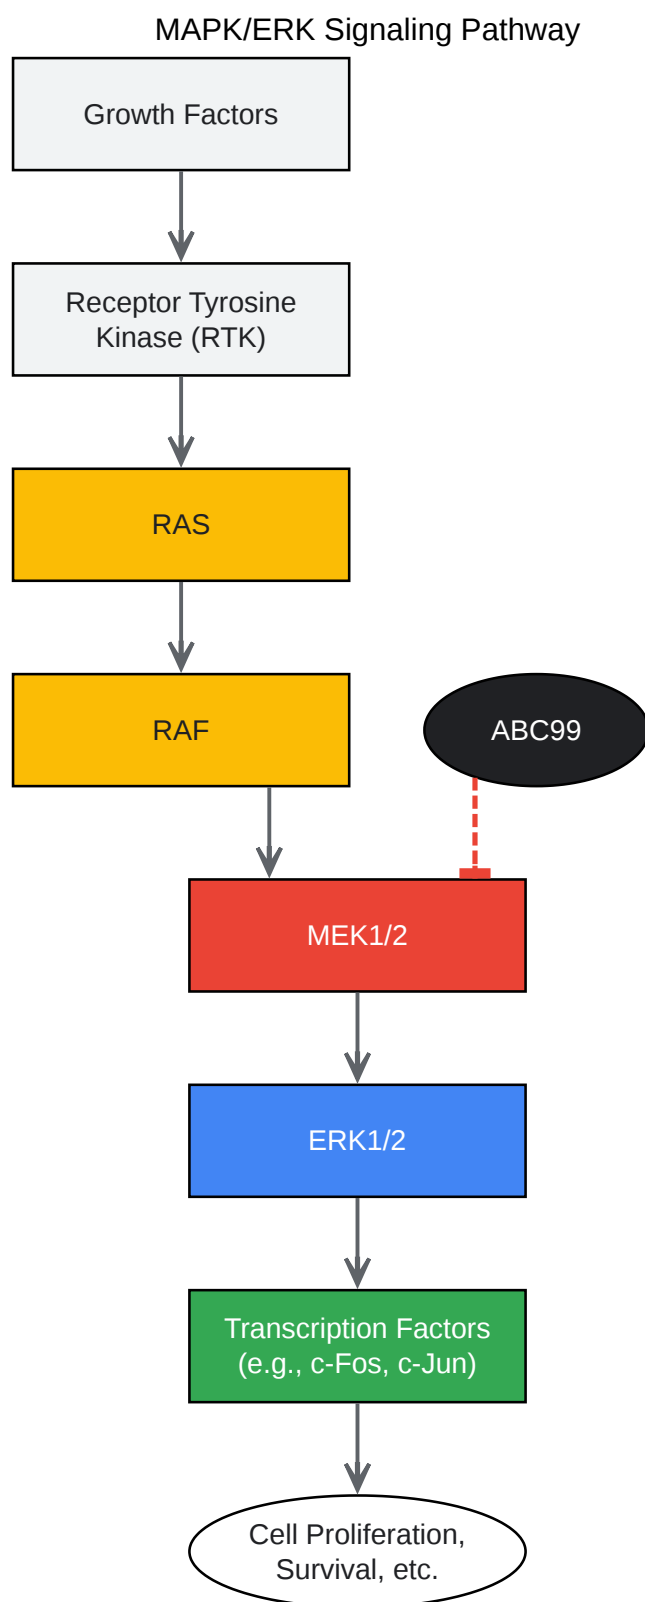 MAPK/ERK Signaling Pathway
Growth Factors
Receptor Tyrosine
Kinase (RTK)
RAS
RAF
ABC99
MEK1/2
ERK1/2
Transcription Factors
(e.g., c-Fos, c-Jun)
Cell Proliferation,
Survival, etc.